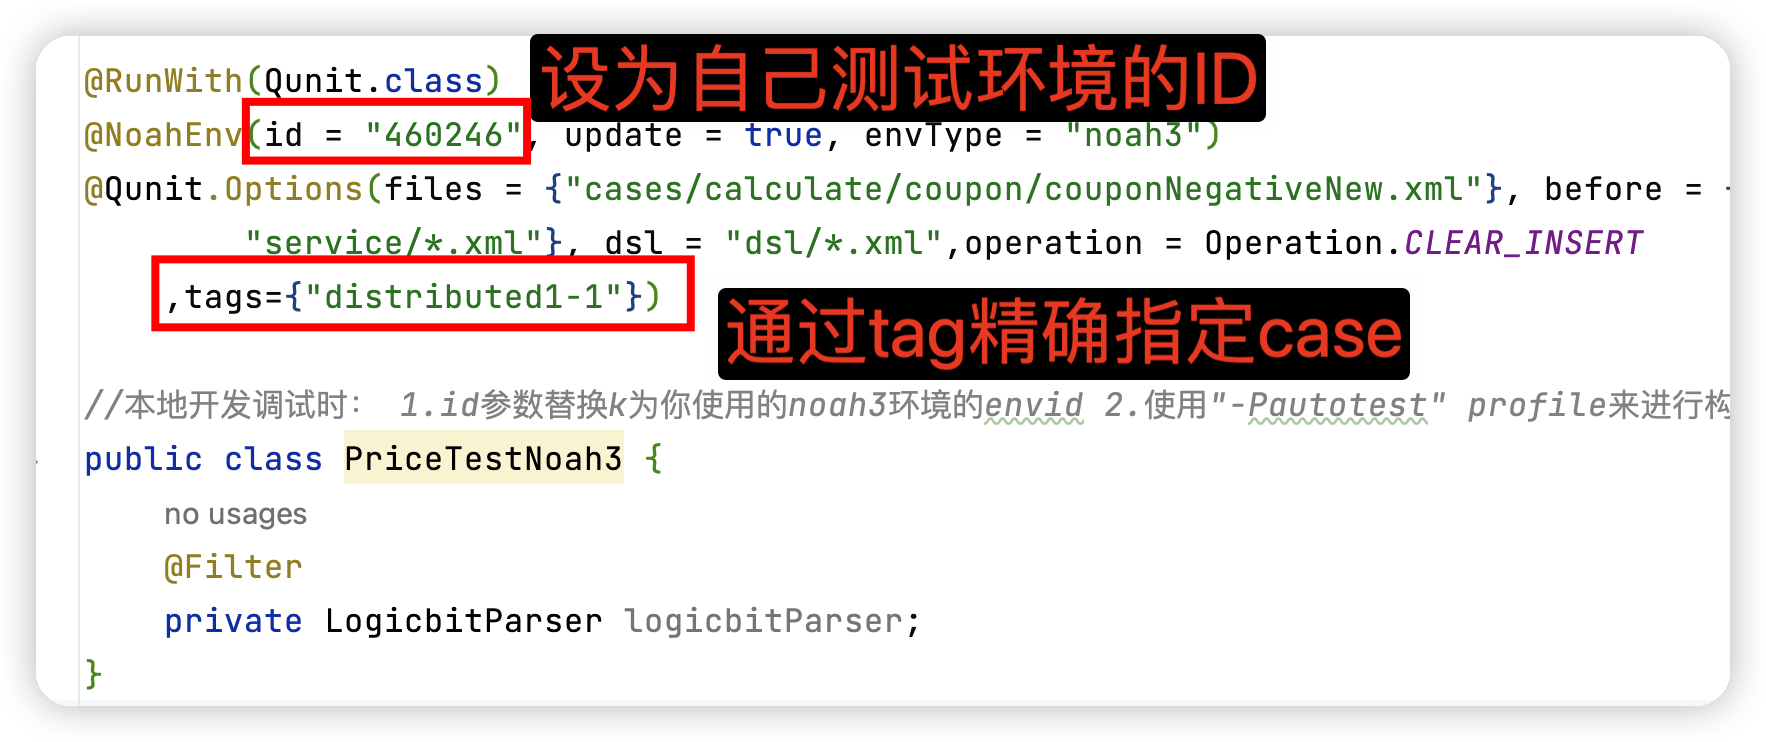 @RunWith(Qunit.class)
设为自己测试环境的ID
@NoahEnv(id = "460246", update = true, envType = "noah3")
@Qunit.Options(files = {"cases/calculate/coupon/couponNegativeNew.xml"}, before = {
"service/*.xml"}, dsl = "dsl/*.xml",operation = Operation.CLEAR_INSERT
,tags={"distributed1-1"})
通过tag精确指定case
//本地开发调试时： 1.id参数替换k为你使用的noah3环境的envid 2.使用"-Pautotest" profile来进行构
public class PriceTestNoah3 {
no usages
@Filter
private LogicbitParser logicbitParser;
}